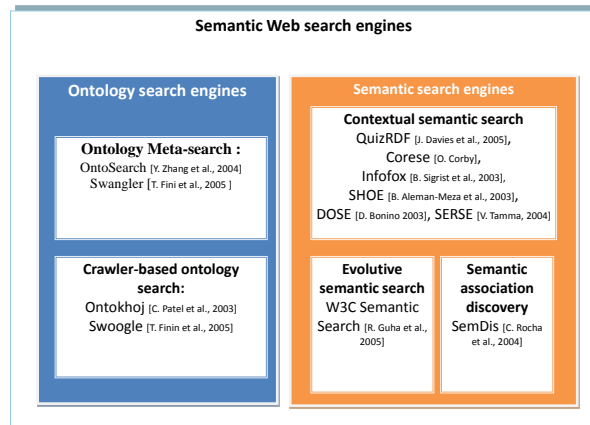 Semantic Web search engines
Ontology search engines
Ontology Meta-search :
OntoSearch [Y. Zhang et al., 2004]
Swangler [T. Fini et al., 2005 ]
Crawler-based ontology
search:
Ontokhoj [C. Patel et al., 2003]
Swoogle [T. Finin et al., 2005]
Semantic search engines
Contextual semantic search
QuizRDF [J. Davies et al., 2005],
Corese [O. Corby],
Infofox [B. Sigrist et al., 2003],
SHOE [B. Aleman-Meza et al., 2003],
DOSE [D. Bonino 2003], SERSE [V. Tamma, 2004]
Evolutive
semantic search
W3C Semantic
Search [R. Guha et al.,
2005]
Semantic
association
discovery
SemDis [C. Rocha
et al., 2004]